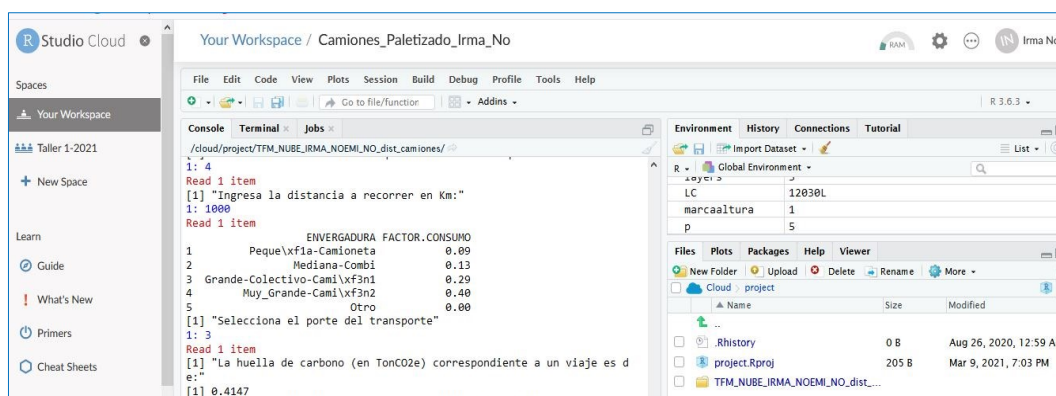 R Studio Cloud
Your Workspace / Camiones_Paletizado_Irma_No
RAM
IN Irma No
Spaces
Your Workspace
Taller 1-2021
+ New Space
Learn
Guide
! What's New
Primers
Cheat Sheets
File Edit Code View Plots Session Build Debug Profile Tools Help
Go to file/function
Addins
R 3.6.3
Console Terminal × Jobs ×
/cloud/project/TFM_NUBE_IRMA_NOEMI_NO_dist_camiones/
1: 4
Read 1 item
[1] "Ingresa la distancia a recorrer en Km:"
1: 1000
Read 1 item
ENVERGADURA FACTOR.CONSUMO
1 Peque\xf1a-Camioneta 0.09
2 Mediana-Combi 0.13
3 Grande-Colectivo-Cami\xf3n1 0.29
4 Muy_Grande-Cami\xf3n2 0.40
5 Otro 0.00
[1] "Selecciona el porte del transporte"
1: 3
Read 1 item
[1] "La huella de carbono (en TonCO2e) correspondiente a un viaje es d
e:"
[1] 0.4147
Environment History Connections Tutorial
Import Dataset
List
R Global Environment
layers
LC 12030L
marcaaltura 1
p 5
Files Plots Packages Help Viewer
New Folder Upload Delete Rename More
Cloud project
Name Size Modified
..
.Rhistory 0 B Aug 26, 2020, 12:59 A
project.Rproj 205 B Mar 9, 2021, 7:03 PM
TFM_NUBE_IRMA_NOEMI_NO_dist_...